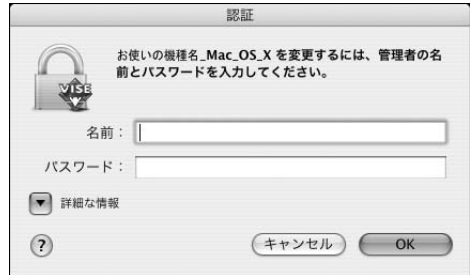 認証
お使いの機種名_Mac_OS_X を変更するには、管理者の名
前とパスワードを入力してください。
VISE
名前：
パスワード：
詳細な情報
?
キャンセル
OK